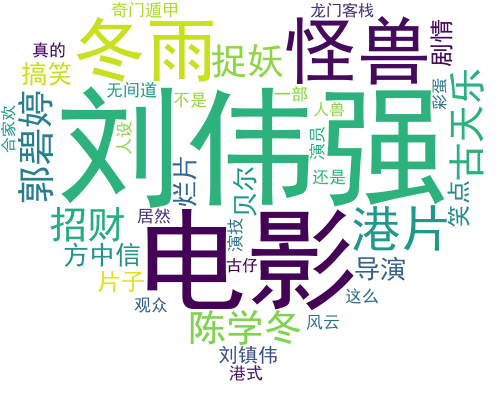 奇门遁甲
龙门客栈
真的
冬雨
怪兽
剧情
搞笑
捉妖
无间道
不是
一部
彩蛋
合家欢
郭碧婷
刘伟强
古天乐
人设
人兽
演员
烂片
贝尔
还是
笑点
招财
居然
电影
港片
方中信
演技
古仔
导演
片子
观众
陈学冬
风云
这么
刘镇伟
港式